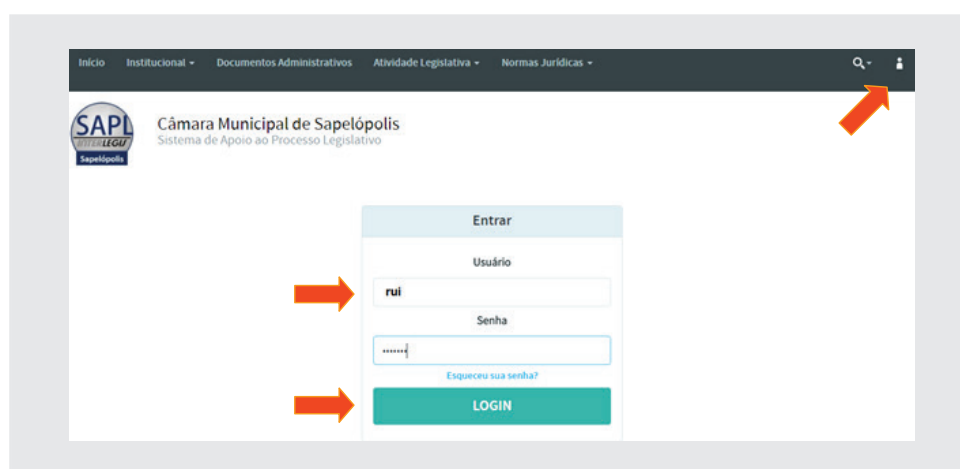 Início Institucional Documentos Administrativos Atividade Legislativa Normas Jurídicas
SAPL
INTERLEGIS
Sapelópolis
Câmara Municipal de Sapelópolis
Sistema de Apoio ao Processo Legislativo
Entrar
Usuário
rui
Senha
Esqueceu sua senha?
LOGIN